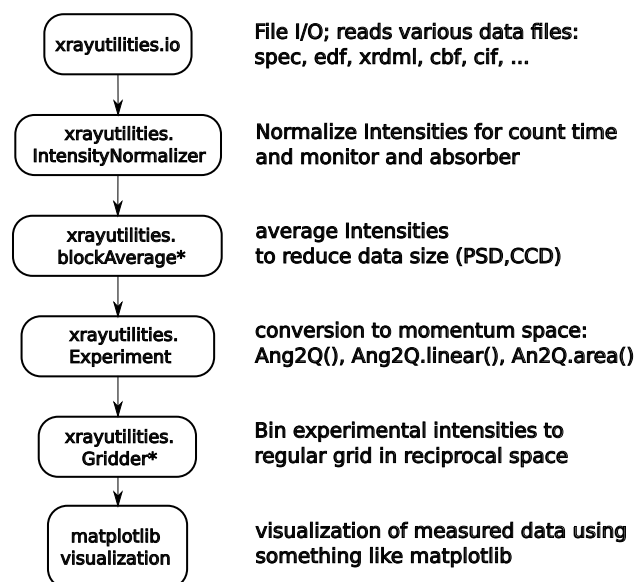 xrayutilities.io
File I/O; reads various data files:
spec, edf, xrdml, cbf, cif, ...
xrayutilities.
IntensityNormalizer
Normalize Intensities for count time
and monitor and absorber
xrayutilities.
blockAverage*
average Intensities
to reduce data size (PSD,CCD)
xrayutilities.
Experiment
conversion to momentum space:
Ang2Q(), Ang2Q.linear(), An2Q.area()
xrayutilities.
Gridder*
Bin experimental intensities to
regular grid in reciprocal space
matplotlib
visualization
visualization of measured data using
something like matplotlib